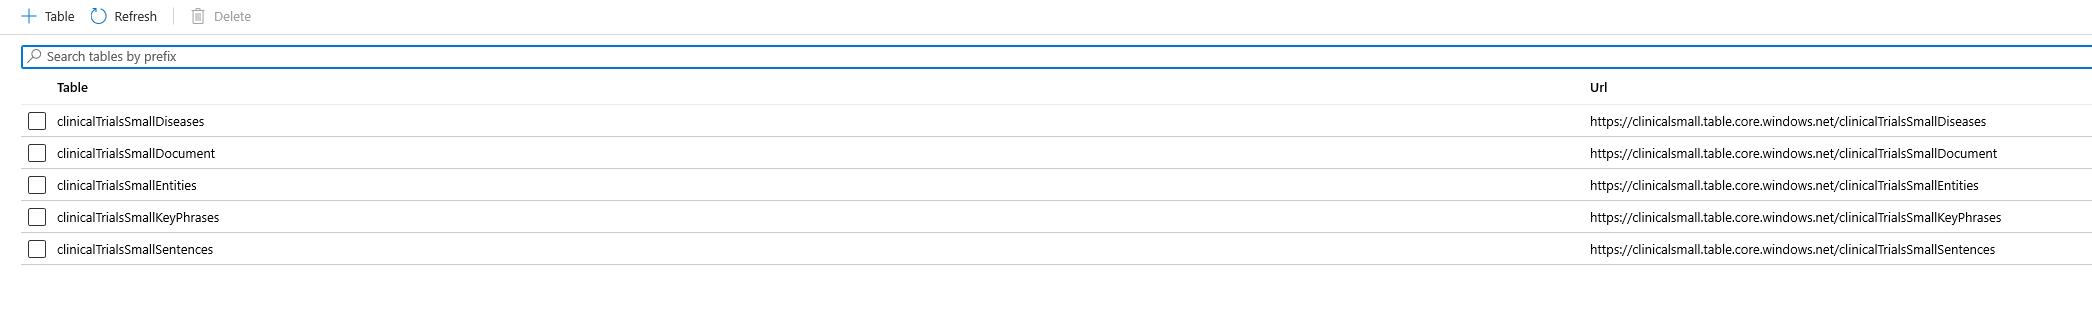 Table Refresh Delete
Search tables by prefix
Table Url
clinicalTrialsSmallDiseases https://clinicalsmall.table.core.windows.net/clinicalTrialsSmallDiseases
clinicalTrialsSmallDocument https://clinicalsmall.table.core.windows.net/clinicalTrialsSmallDocument
clinicalTrialsSmallEntities https://clinicalsmall.table.core.windows.net/clinicalTrialsSmallEntities
clinicalTrialsSmallKeyPhrases https://clinicalsmall.table.core.windows.net/clinicalTrialsSmallKeyPhrases
clinicalTrialsSmallSentences https://clinicalsmall.table.core.windows.net/clinicalTrialsSmallSentences